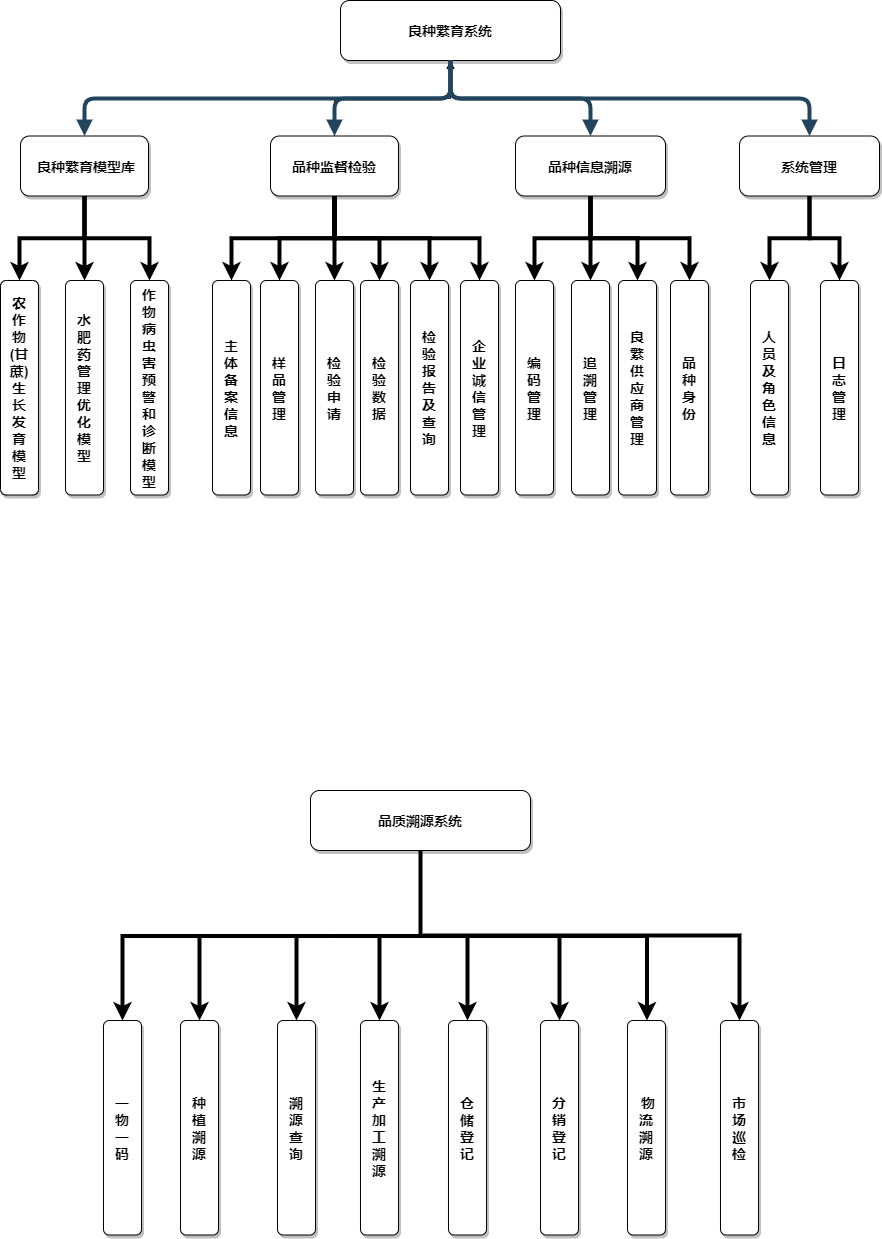 良种繁育系统
良种繁育模型库
品种监督检验
品种信息溯源
系统管理
农作物(甘蔗)生长发育模型
水肥药管理优化模型
作物病虫害预警和诊断模型
主体备案信息
样品管理
检验申请
检验数据
检验报告及查询
企业诚信管理
编码管理
追溯管理
良繁供应商管理
品种身份
人员及角色信息
日志管理
品质溯源系统
一物一码
种植溯源
溯源查询
生产加工溯源
仓储登记
分销登记
物流溯源
市场巡检